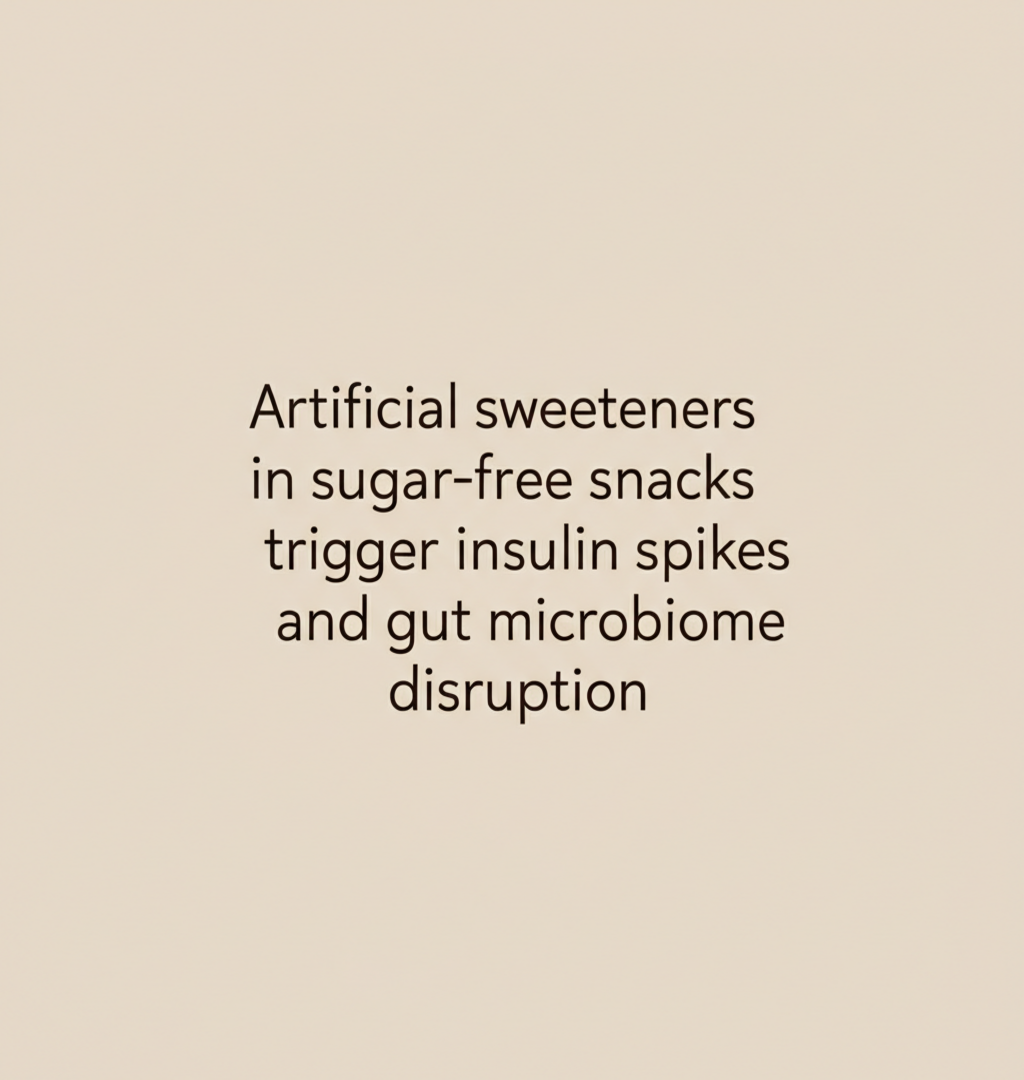 Artificial sweeteners
in sugar-free snacks
trigger insulin spikes
and gut microbiome
disruption